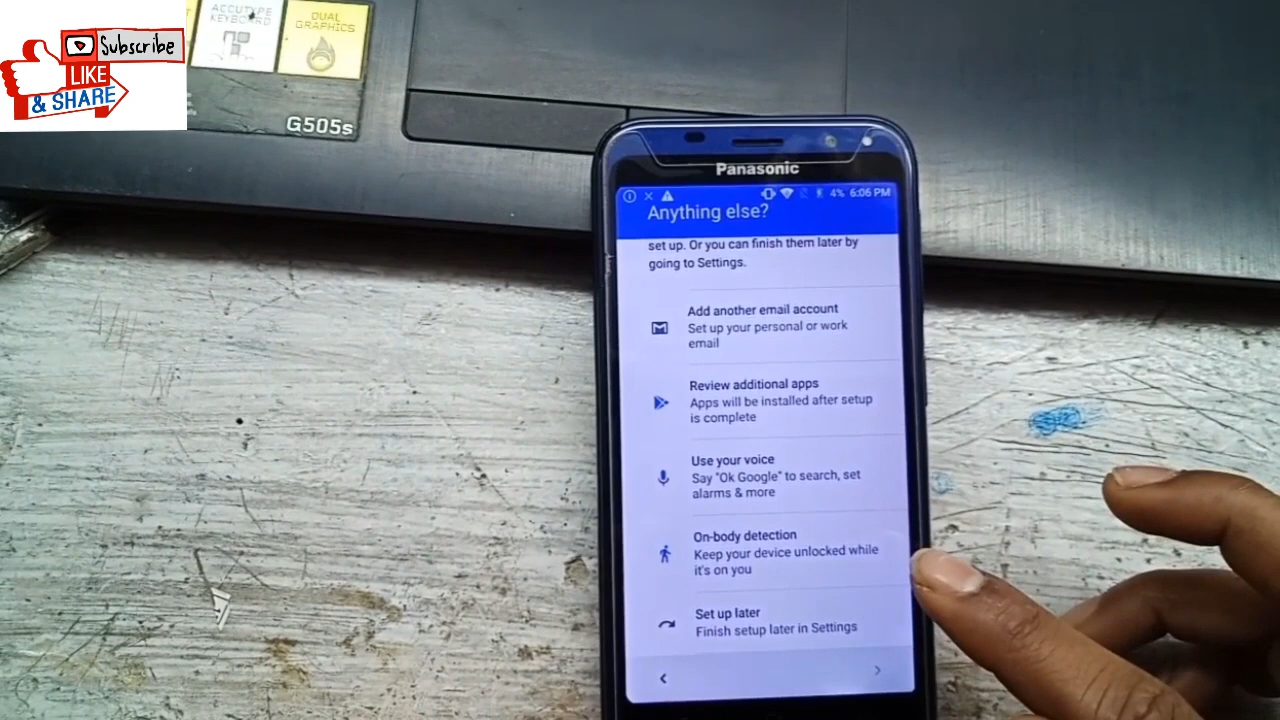 Subscribe
LIKE
& SHARE
ACCUTYPE
KEYBOARD
DUAL
GRAPHICS
G505s
Panasonic
4% 6:06 PM
Anything else?
set up. Or you can finish them later by
going to Settings.
Add another email account
Set up your personal or work
email
Review additional apps
Apps will be installed after setup
is complete
Use your voice
Say "Ok Google" to search, set
alarms & more
On-body detection
Keep your device unlocked while
it's on you
Set up later
Finish setup later in Settings